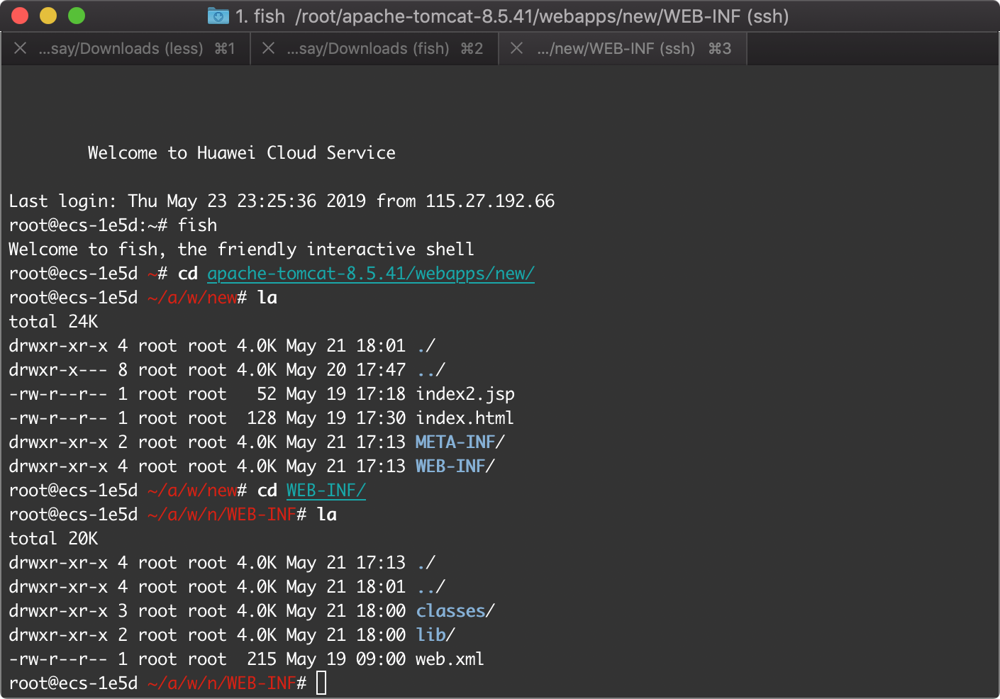 1. fish /root/apache-tomcat-8.5.41/webapps/new/WEB-INF (ssh)
...say/Downloads (less) ⌘1 ...say/Downloads (fish) ⌘2 .../new/WEB-INF (ssh) ⌘3
Welcome to Huawei Cloud Service
Last login: Thu May 23 23:25:36 2019 from 115.27.192.66
root@ecs-1e5d:~# fish
Welcome to fish, the friendly interactive shell
root@ecs-1e5d ~# cd apache-tomcat-8.5.41/webapps/new/
root@ecs-1e5d ~/a/w/new# la
total 24K
drwxr-xr-x 4 root root 4.0K May 21 18:01 ./
drwxr-x--- 8 root root 4.0K May 20 17:47 ../
-rw-r--r-- 1 root root   52 May 19 17:18 index2.jsp
-rw-r--r-- 1 root root  128 May 19 17:30 index.html
drwxr-xr-x 2 root root 4.0K May 21 17:13 META-INF/
drwxr-xr-x 4 root root 4.0K May 21 17:13 WEB-INF/
root@ecs-1e5d ~/a/w/new# cd WEB-INF/
root@ecs-1e5d ~/a/w/n/WEB-INF# la
total 20K
drwxr-xr-x 4 root root 4.0K May 21 17:13 ./
drwxr-xr-x 4 root root 4.0K May 21 18:01 ../
drwxr-xr-x 3 root root 4.0K May 21 18:00 classes/
drwxr-xr-x 2 root root 4.0K May 21 18:00 lib/
-rw-r--r-- 1 root root  215 May 19 09:00 web.xml
root@ecs-1e5d ~/a/w/n/WEB-INF#